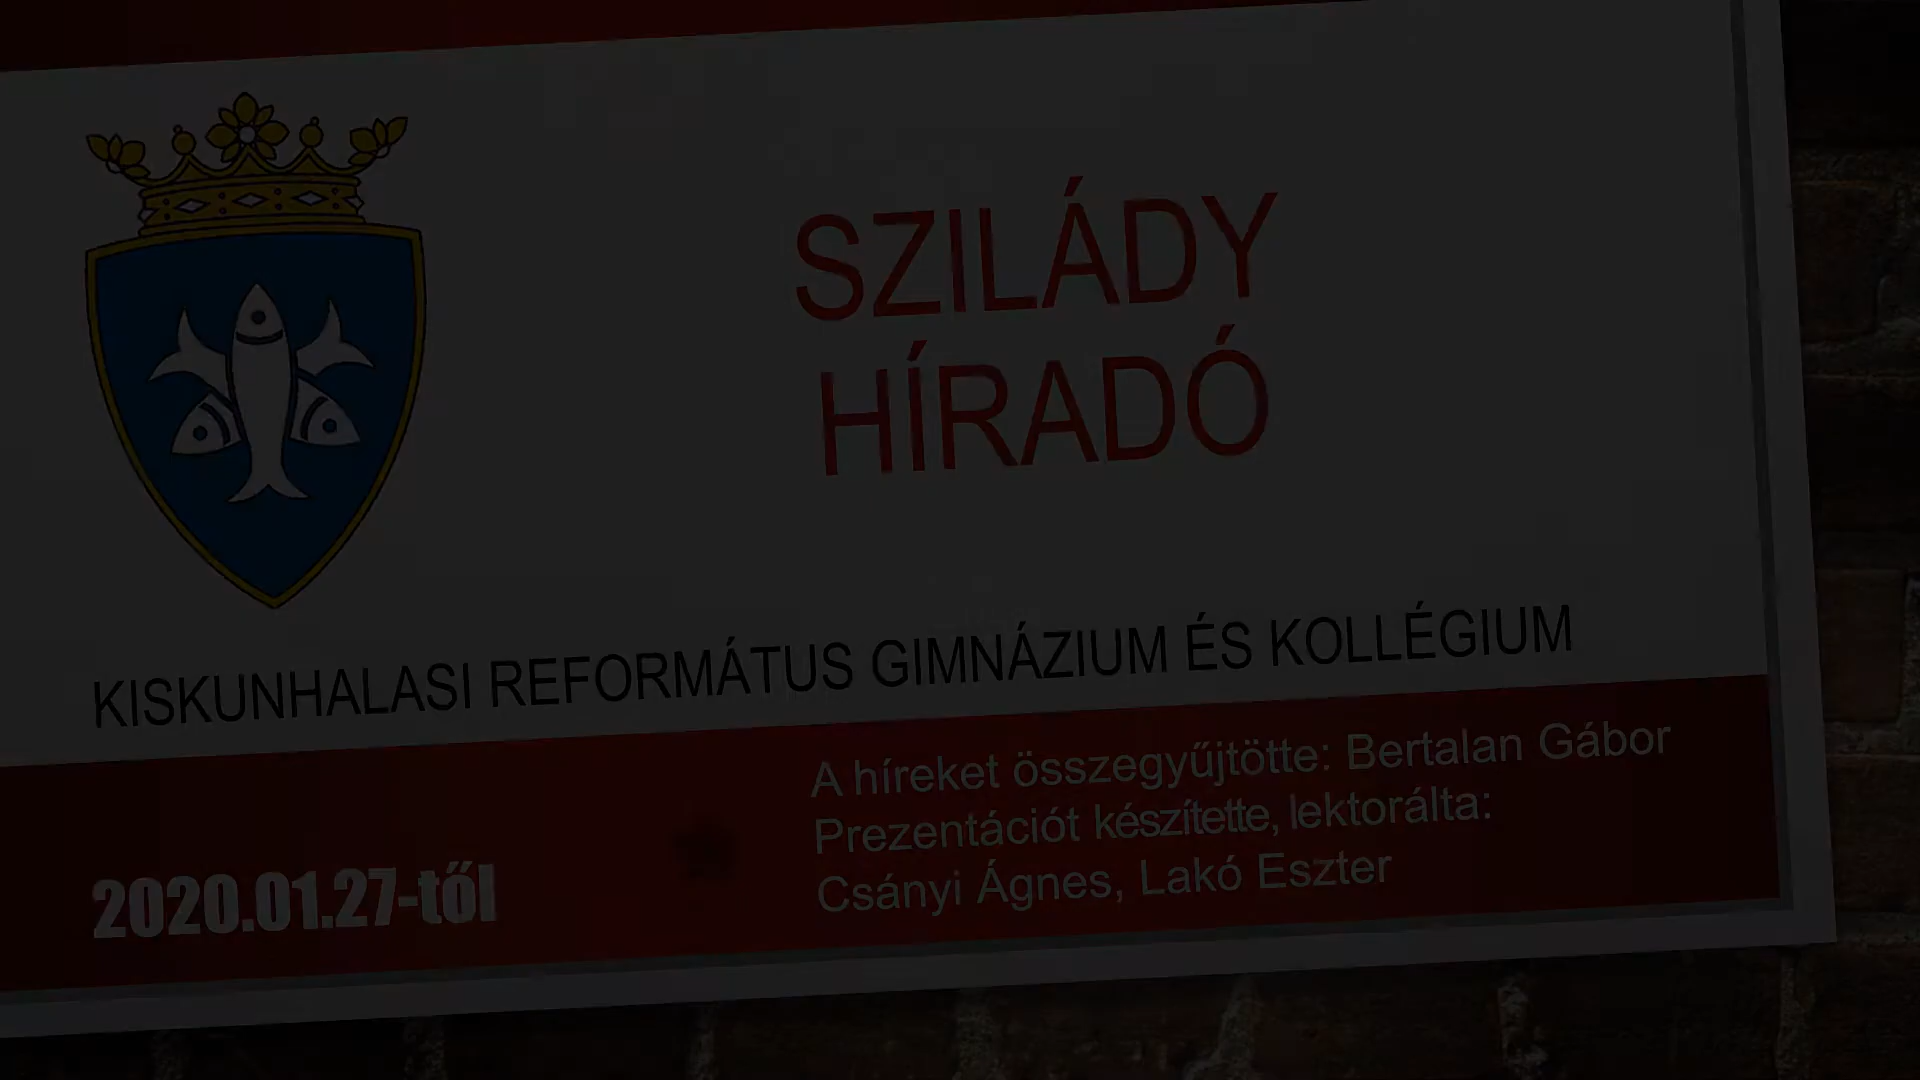 SZILÁDY
HÍRADÓ
KISKUNHALASI REFORMÁTUS GIMNÁZIUM ÉS KOLLÉGIUM
2020.01.27-től
A híreket összegyűjtötte: Bertalan Gábor
Prezentációt készítette, lektorálta:
Csányi Ágnes, Lakó Eszter